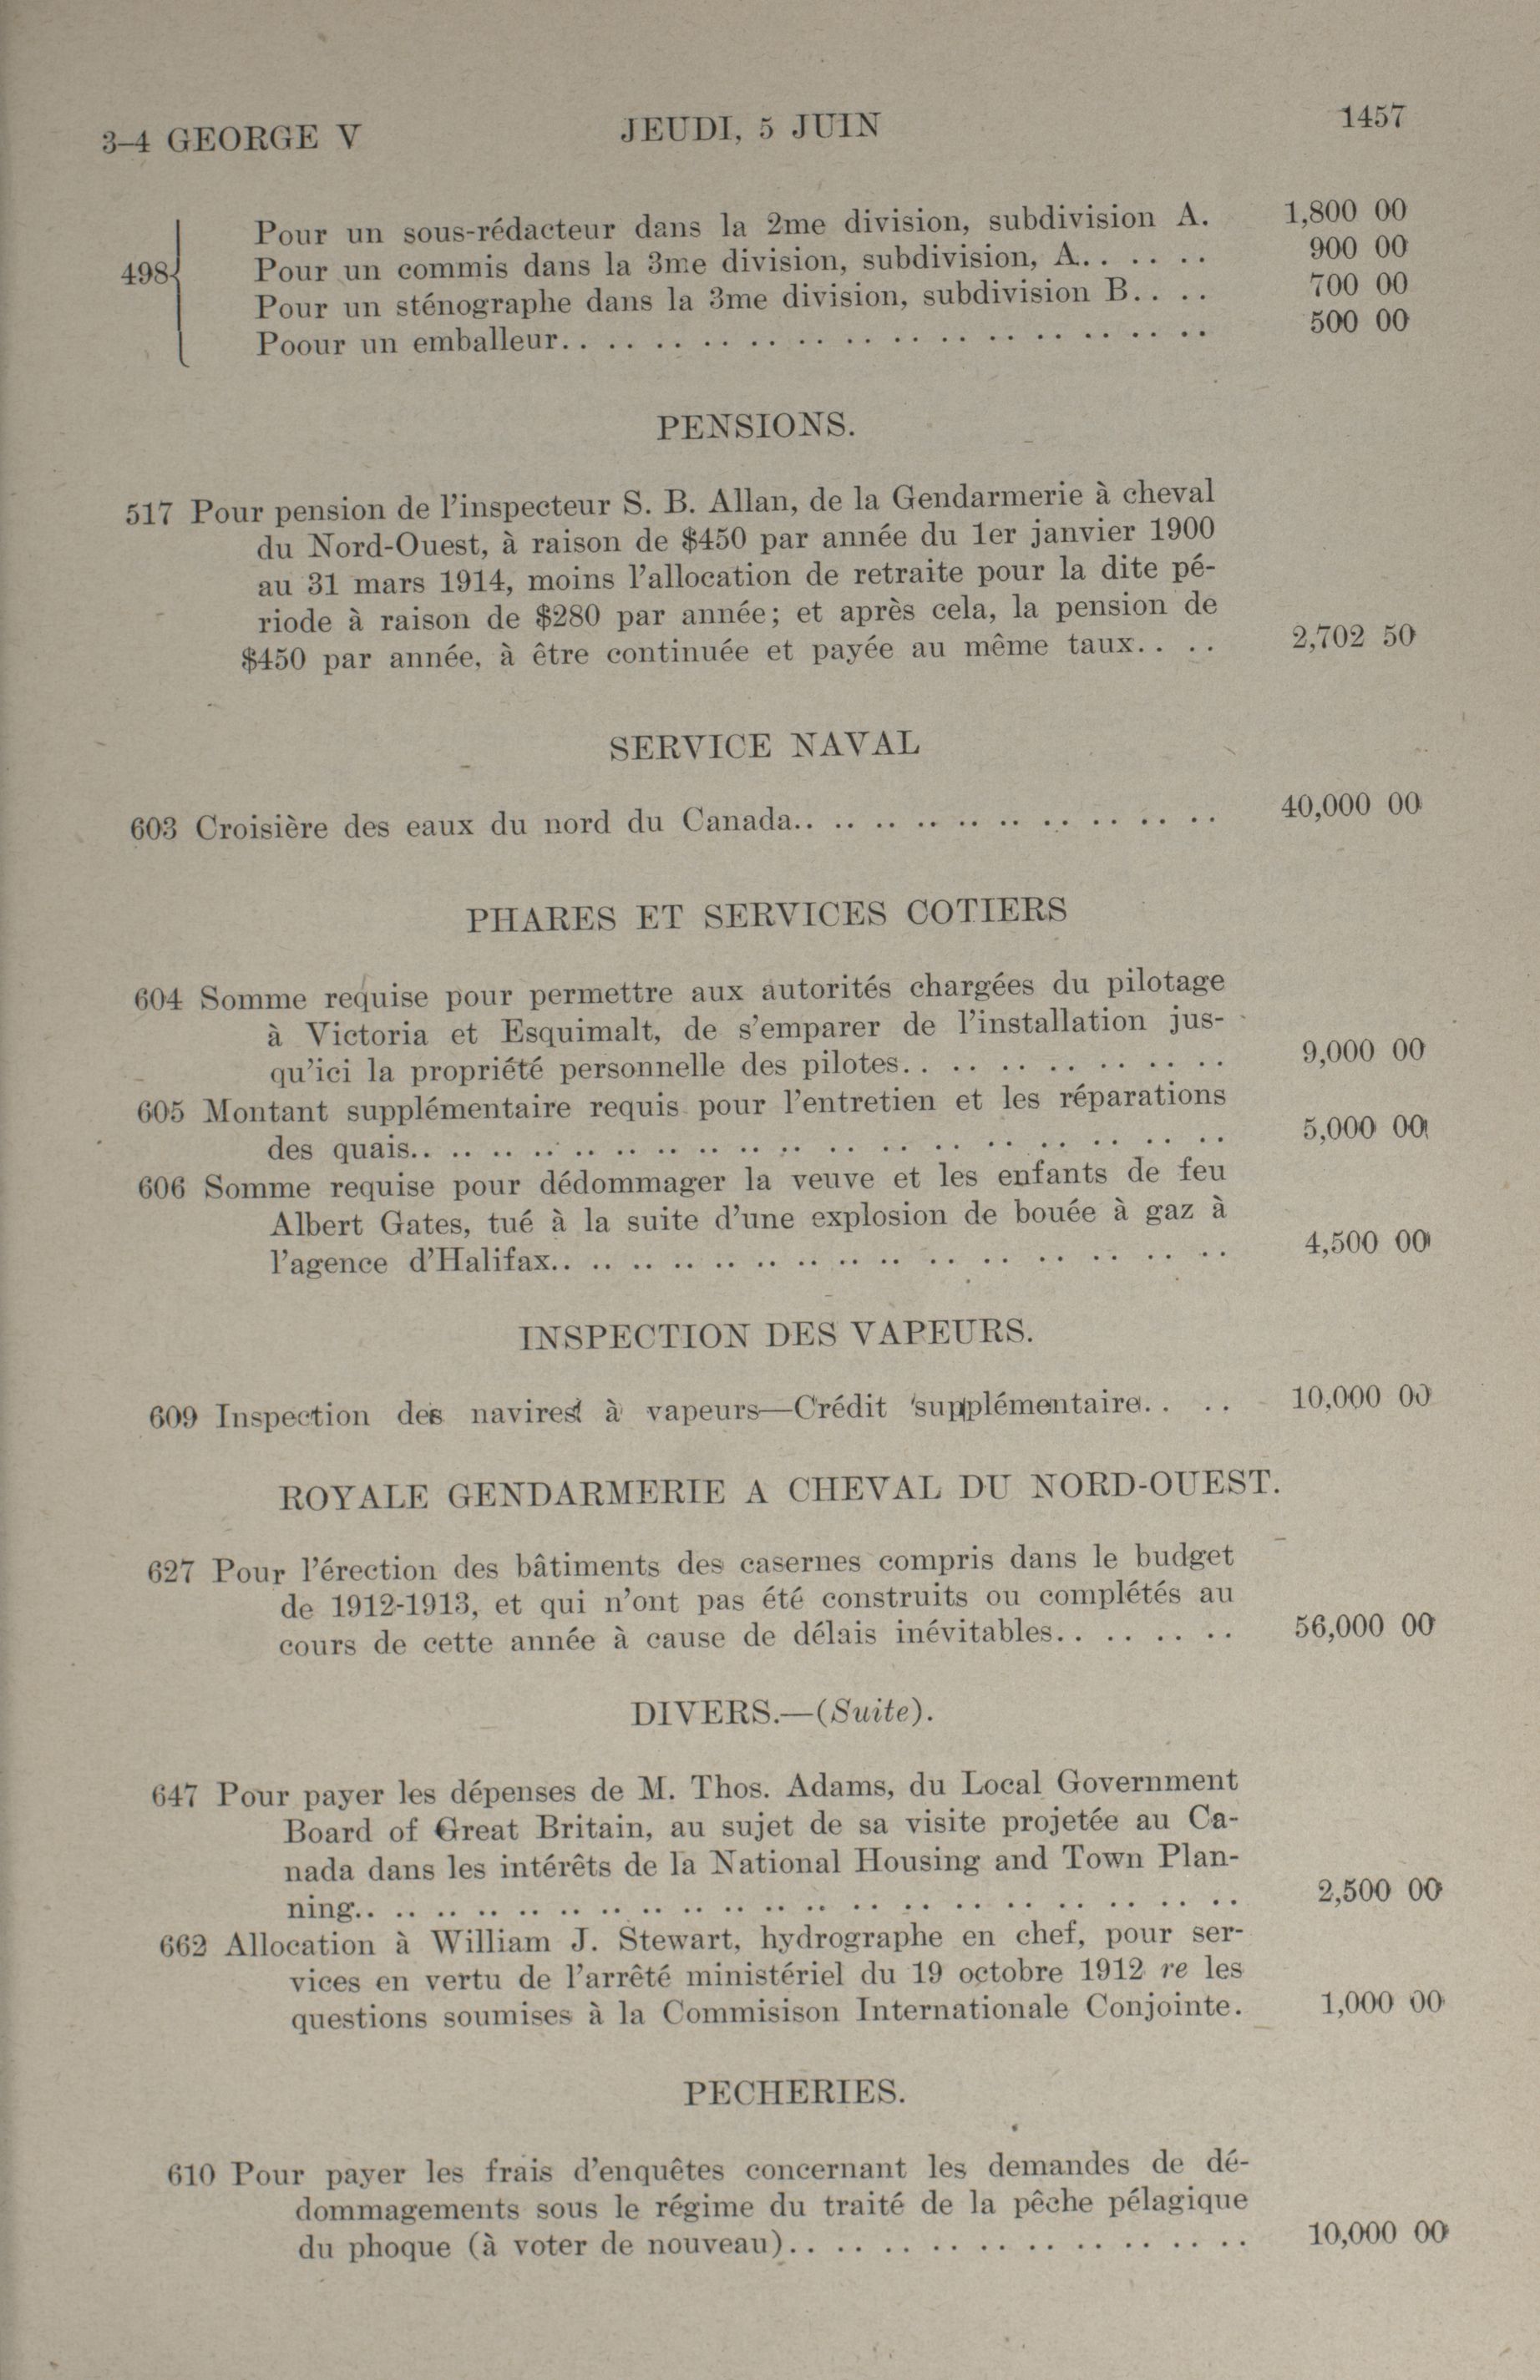 3-4 GEORGE V JEUDI, 5 JUIN 1457
Pour un sous-rédacteur dans la 2me division, subdivision A. 1,800 00
498{ Pour un commis dans la 3me division, subdivision, A. . . . . . 900 00
Pour un sténographe dans la 3me division, subdivision B. . . . 700 00
Poour un emballeur. . . . . . . . . . . . . . . . . . . . . . . . . . . . 500 00
PENSIONS.
517 Pour pension de l'inspecteur S. B. Allan, de la Gendarmerie à cheval
du Nord-Ouest, à raison de $450 par année du 1er janvier 1900
au 31 mars 1914, moins l'allocation de retraite pour la dite pé-
riode à raison de $280 par année; et après cela, la pension de
$450 par année, à être continuée et payée au même taux. . . . 2,702 50
SERVICE NAVAL
603 Croisière des eaux du nord du Canada.. .. .. .. .. .. .. .. .. .. .. 40,000 00
PHARES ET SERVICES COTIERS
604 Somme requise pour permettre aux autorités chargées du pilotage
à Victoria et Esquimalt, de s'emparer de l'installation jus-
qu'ici la propriété personnelle des pilotes. . .. .. .. .. .. .. 9,000 00
605 Montant supplémentaire requis pour l'entretien et les réparations
des quais.. .. .. .. .. .. .. .. .. .. .. .. .. .. .. .. .. .. 5,000 00
606 Somme requise pour dédommager la veuve et les enfants de feu
Albert Gates, tué à la suite d'une explosion de bouée à gaz à
l'agence d'Halifax.. .. .. .. .. .. .. .. .. .. .. .. .. .. .. 4,500 00
INSPECTION DES VAPEURS.
609 Inspection des navires à vapeurs—Crédit supplémentaire. . .. 10,000 00
ROYALE GENDARMERIE A CHEVAL DU NORD-OUEST.
627 Pour l'érection des bâtiments des casernes compris dans le budget
de 1912-1913, et qui n'ont pas été construits ou complétés au
cours de cette année à cause de délais inévitables. . .. .. .. 56,000 00
DIVERS.—(Suite).
647 Pour payer les dépenses de M. Thos. Adams, du Local Government
Board of Great Britain, au sujet de sa visite projetée au Ca-
nada dans les intérêts de la National Housing and Town Plan-
ning.. .. .. .. .. .. .. .. .. .. .. .. .. .. .. .. .. .. .. .. 2,500 00
662 Allocation à William J. Stewart, hydrographe en chef, pour ser-
vices en vertu de l'arrêté ministériel du 19 octobre 1912 re les
questions soumises à la Commisison Internationale Conjointe. 1,000 00
PECHERIES.
610 Pour payer les frais d'enquêtes concernant les demandes de dé-
dommagements sous le régime du traité de la pêche pélagique
du phoque (à voter de nouveau). . .. .. .. .. .. .. .. .. .. 10,000 00